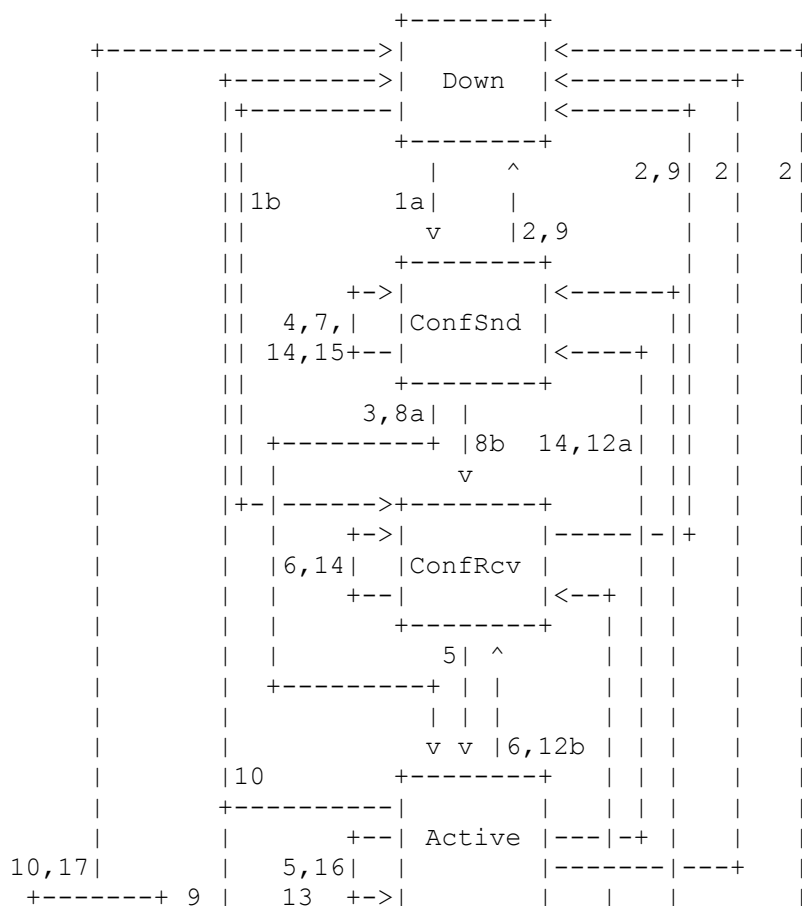 +--------+
      +----------------->|        |<---------------+
      |       +--------->|  Down  |<----------+   |
      |       |+---------|        |<-------+  |   |
      |       ||         +--------+        |  |   |
      |       ||           |    ^       2,9| 2|  2|
      |       ||1b       1a|    |          |  |   |
      |       ||           v    |2,9       |  |   |
      |       ||         +--------+        |  |   |
      |       ||      +->|        |<------+|  |   |
      |       ||  4,7,|  |ConfSnd |       ||  |   |
      |       || 14,15+--|        |<----+ ||  |   |
      |       ||         +--------+     | ||  |   |
      |       ||       3,8a| |          | ||  |   |
      |       || +---------+ |8b  14,12a| ||  |   |
      |       || |           v          | ||  |   |
      |       |+-|------>+--------+     | ||  |   |
      |       |  |    +->|        |-----|-|+  |   |
      |       |  |6,14|  |ConfRcv |     | |   |   |
      |       |  |    +--|        |<--+ | |   |   |
      |       |  |       +--------+   | | |   |   |
      |       |  |          5| ^      | | |   |   |
      |       |  +---------+ | |      | | |   |   |
      |       |            | | |      | | |   |   |
      |       |            v v |6,12b | | |   |   |
      |       |10        +--------+   | | |   |   |
      |       +----------|        |   | | |   |   |
      |       |       +--| Active |---|-+ |   |   |
10,17|       |   5,16|  |        |-------|---+   |
  +-------+ 9 |   13  +->|        |   |   |       |